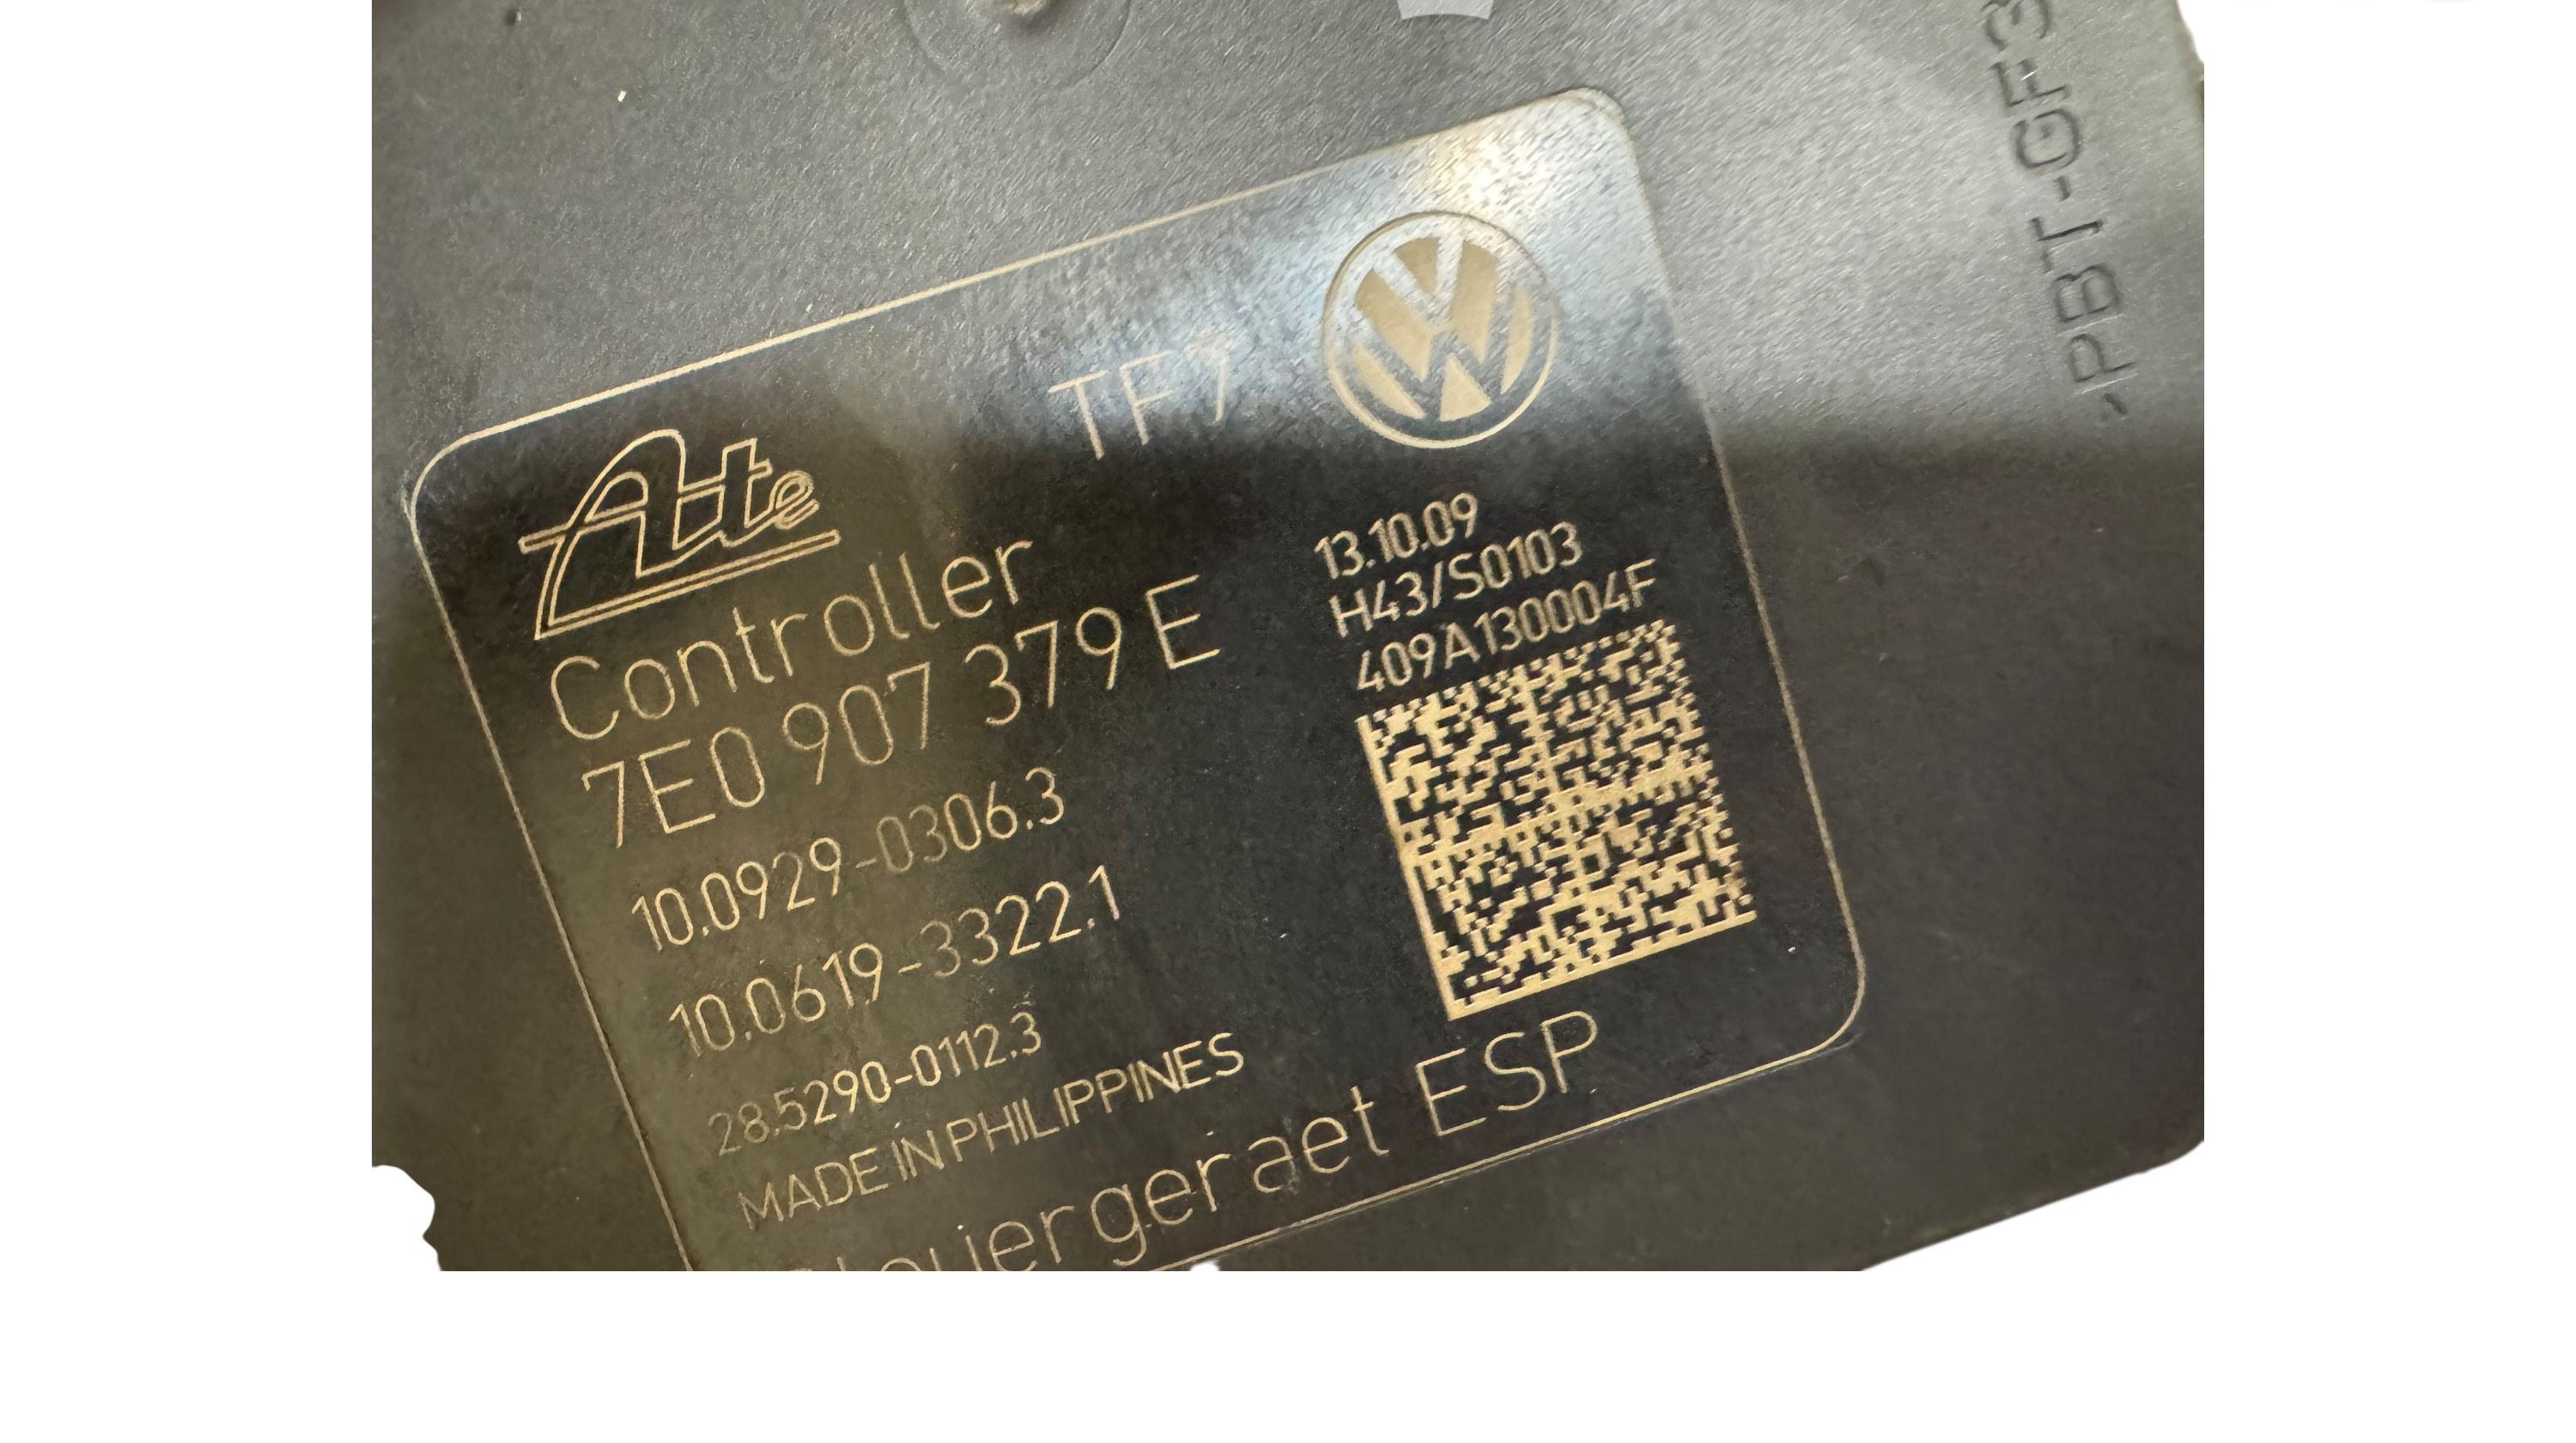 Ate
TF7
Controller
7E0 907 379 E
10.0929-0306.3
10.0619-3322.1
28.5290-0112.3
MADE IN PHILIPPINES
13.10.09
H43/S0103
409A130004F
Steuergeraet ESP
>PBT-GF3